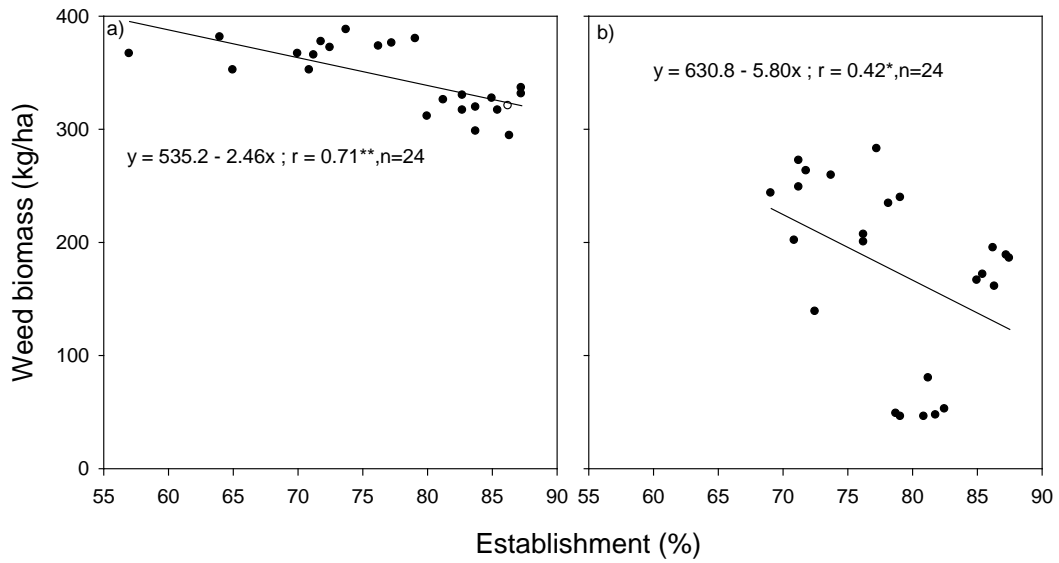 Weed biomass (kg/ha)
400
300
200
100
0
a)
y = 535.2 - 2.46x ; r = 0.71**,n=24
55 60 65 70 75 80 85 90
b)
y = 630.8 - 5.80x ; r = 0.42*,n=24
55 60 65 70 75 80 85 90
Establishment (%)